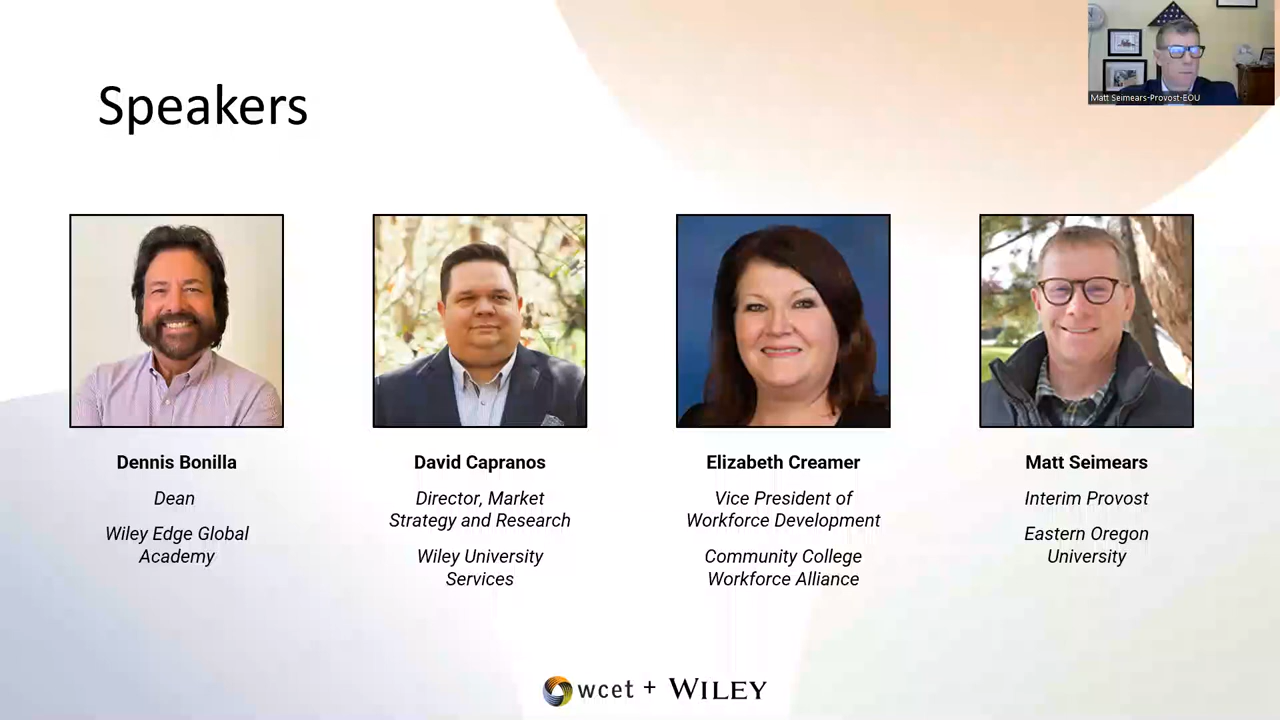 Speakers
Matt Seimears-Provost-EOU
Dennis Bonilla
Dean
Wiley Edge Global
Academy
David Capranos
Director, Market
Strategy and Research
Wiley University
Services
Elizabeth Creamer
Vice President of
Workforce Development
Community College
Workforce Alliance
Matt Seimears
Interim Provost
Eastern Oregon
University
wcet + WILEY